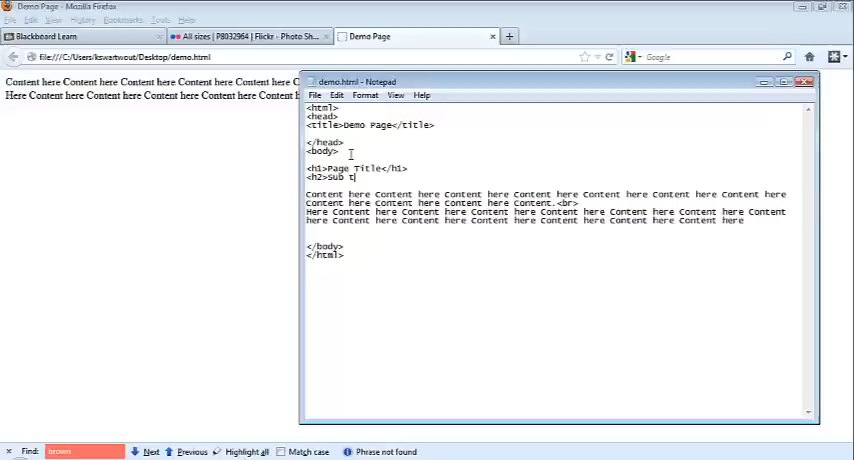 Demo Page - Mozilla Firefox
File Edit View History Bookmarks Tools Help
Blackboard Learn
All sizes | P8032964 | Flickr - Photo Sh...
Demo Page
file:///C:/Users/kswartwout/Desktop/demo.html
Google
Content here Content here Content here Content here Content here C
Here Content here Content here Content here Content here Content h
demo.html - Notepad
File Edit Format View Help
<html>
<head>
<title>Demo Page</title>
</head>
<body>
<h1>Page Title</h1>
<h2>Sub t
Content here Content here Content here Content here Content here Content here Content here
Content here Content here Content here Content.<br>
Here Content here Content here Content here Content here Content here Content here Content
here Content here Content here Content here Content here Content here Content here
</body>
</html>
Find: brown Next Previous Highlight all Match case Phrase not found